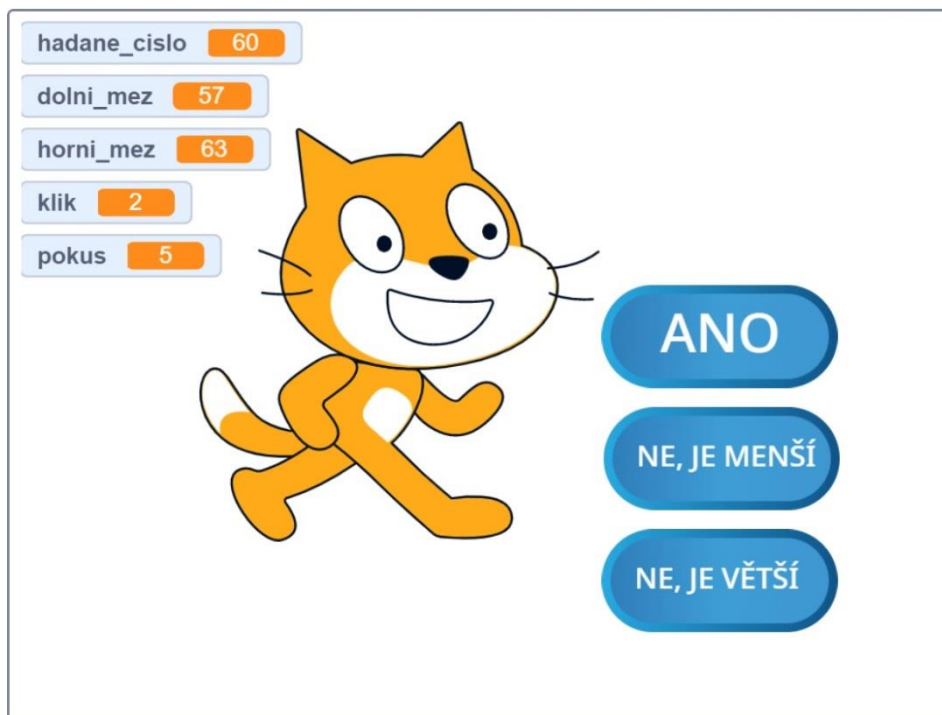 hadane_cislo 60
dolni_mez 57
horni_mez 63
klik 2
pokus 5
ANO
NE, JE MENŠÍ
NE, JE VĚTŠÍ